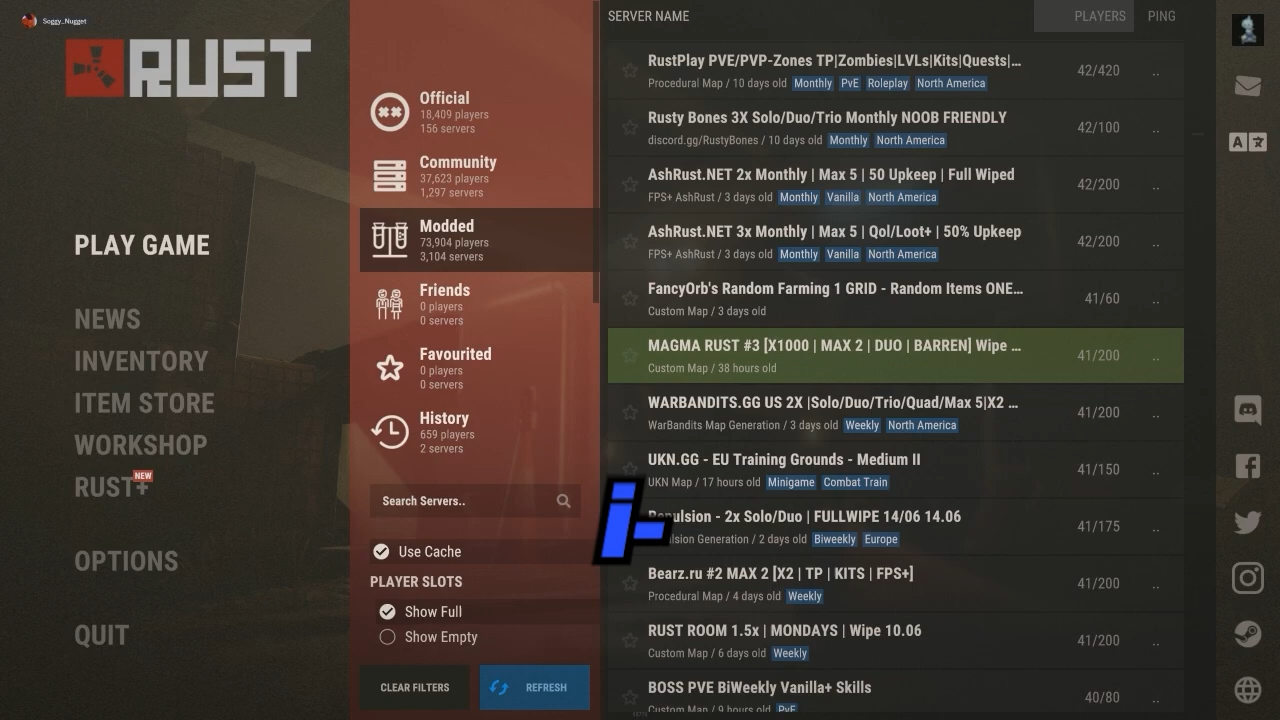 Soggy_Nugget
RUST
PLAY GAME
NEWS
INVENTORY
ITEM STORE
WORKSHOP
NEW
RUST+
OPTIONS
QUIT
Official
18,409 players
156 servers
Community
37,623 players
1,297 servers
Modded
73,904 players
3,104 servers
Friends
0 players
0 servers
Favourited
0 players
0 servers
History
659 players
2 servers
Search Servers..
Use Cache
PLAYER SLOTS
Show Full
Show Empty
CLEAR FILTERS
REFRESH
SERVER NAME PLAYERS PING
RustPlay PVE/PVP-Zones TP|Zombies|LVLs|Kits|Quests|... 42/420 ..
Procedural Map / 10 days old Monthly PvE Roleplay North America
Rusty Bones 3X Solo/Duo/Trio Monthly NOOB FRIENDLY 42/100 ..
discord.gg/RustyBones / 10 days old Monthly North America
AshRust.NET 2x Monthly | Max 5 | 50 Upkeep | Full Wiped 42/200 ..
FPS+ AshRust / 3 days old Monthly Vanilla North America
AshRust.NET 3x Monthly | Max 5 | Qol/Loot+ | 50% Upkeep 42/200 ..
FPS+ AshRust / 3 days old Monthly Vanilla North America
FancyOrb's Random Farming 1 GRID - Random Items ONE... 41/60 ..
Custom Map / 3 days old
MAGMA RUST #3 [X1000 | MAX 2 | DUO | BARREN] Wipe ... 41/200 ..
Custom Map / 38 hours old
WARBANDITS.GG US 2X |Solo/Duo/Trio/Quad/Max 5|X2 ... 41/200 ..
WarBandits Map Generation / 3 days old Weekly North America
UKN.GG - EU Training Grounds - Medium II 41/150 ..
UKN Map / 17 hours old Minigame Combat Train
- 2x Solo/Duo | FULLWIPE 14/06 14.06 41/175 ..
Generation / 2 days old Biweekly Europe
Bearz.ru #2 MAX 2 [X2 | TP | KITS | FPS+] 41/200 ..
Procedural Map / 4 days old Weekly
RUST ROOM 1.5x | MONDAYS | Wipe 10.06 41/200 ..
Custom Map / 6 days old Weekly
BOSS PVE BiWeekly Vanilla+ Skills 40/80 ..
Custom Map / 9 hours old PvE